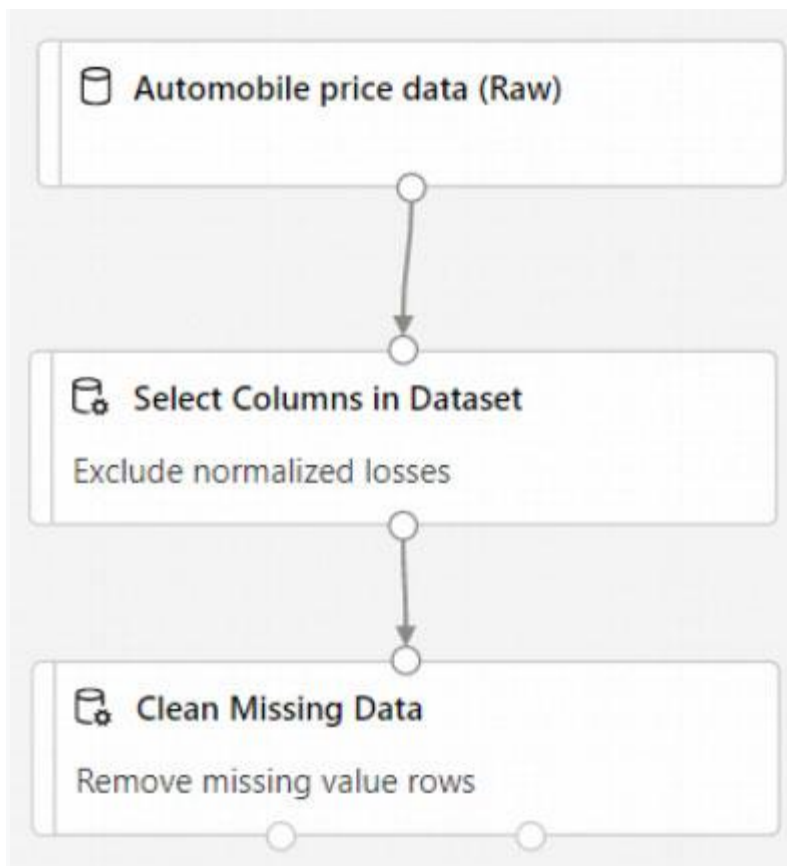 Automobile price data (Raw)
Select Columns in Dataset
Exclude normalized losses
Clean Missing Data
Remove missing value rows